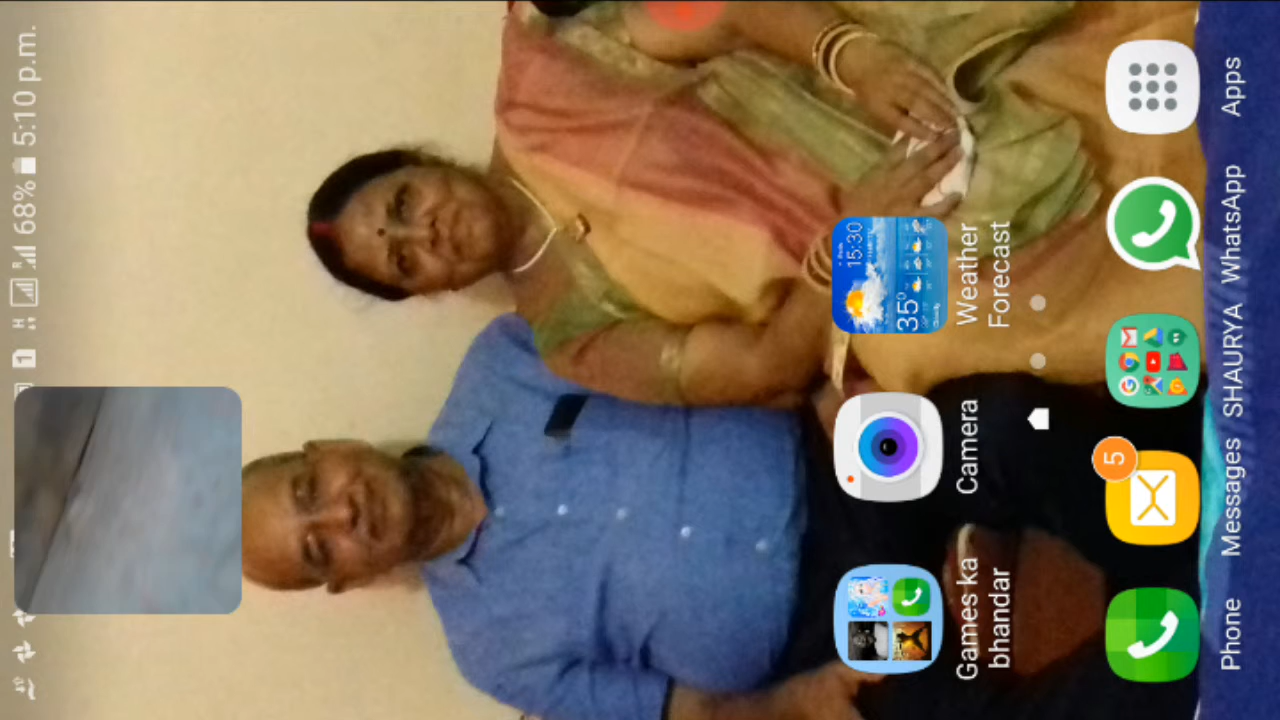 68% 5:10 p.m.
15:30
35°
Weather
Forecast
Camera
Games ka
bhandar
5
Phone
Messages
SHAURYA
WhatsApp
Apps